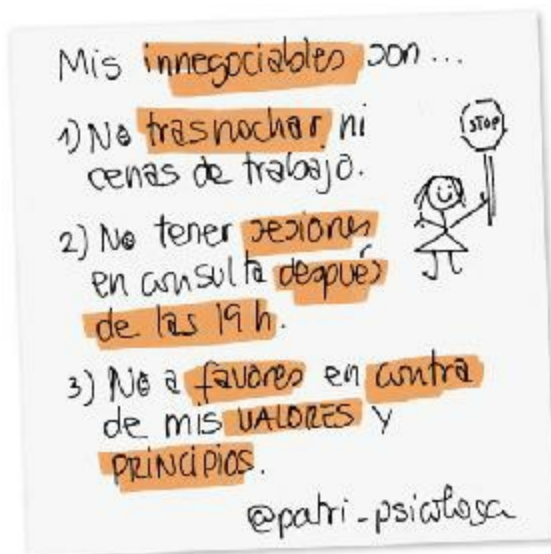 Mis innegociables son...
1) No trasnochar ni
cenas de trabajo.
STOP
2) No tener sesiones
en consulta después
de las 19 h.
3) No a favores en contra
de mis VALORES Y
PRINCIPIOS.
@patri_psicologa